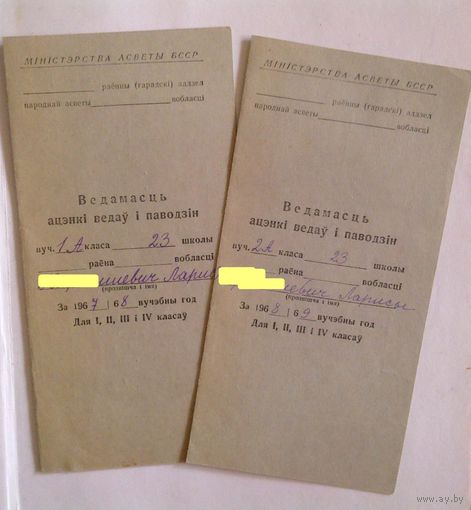 МІНІСТЭРСТВА АСВЕТЫ БССР
раённы (гарадскі) аддзел
народнай асветы вобласці
Ведамасць
ацэнкі ведаў і паводзін
вуч. 1 А класа 23 школы
раёна вобласці
Ларисы
(прозвішча і імя)
За 1967 / 68 вучэбны год
Для I, II, III і IV класаў
МІНІСТЭРСТВА АСВЕТЫ БССР
раённы (гарадскі) аддзел
народнай асветы вобласці
Ведамасць
ацэнкі ведаў і паводзін
вуч. 2 А класа 23 школы
раёна вобласці
Ларисы
(прозвішча і імя)
За 1968 / 69 вучэбны год
Для I, II, III і IV класаў
www.ay.by